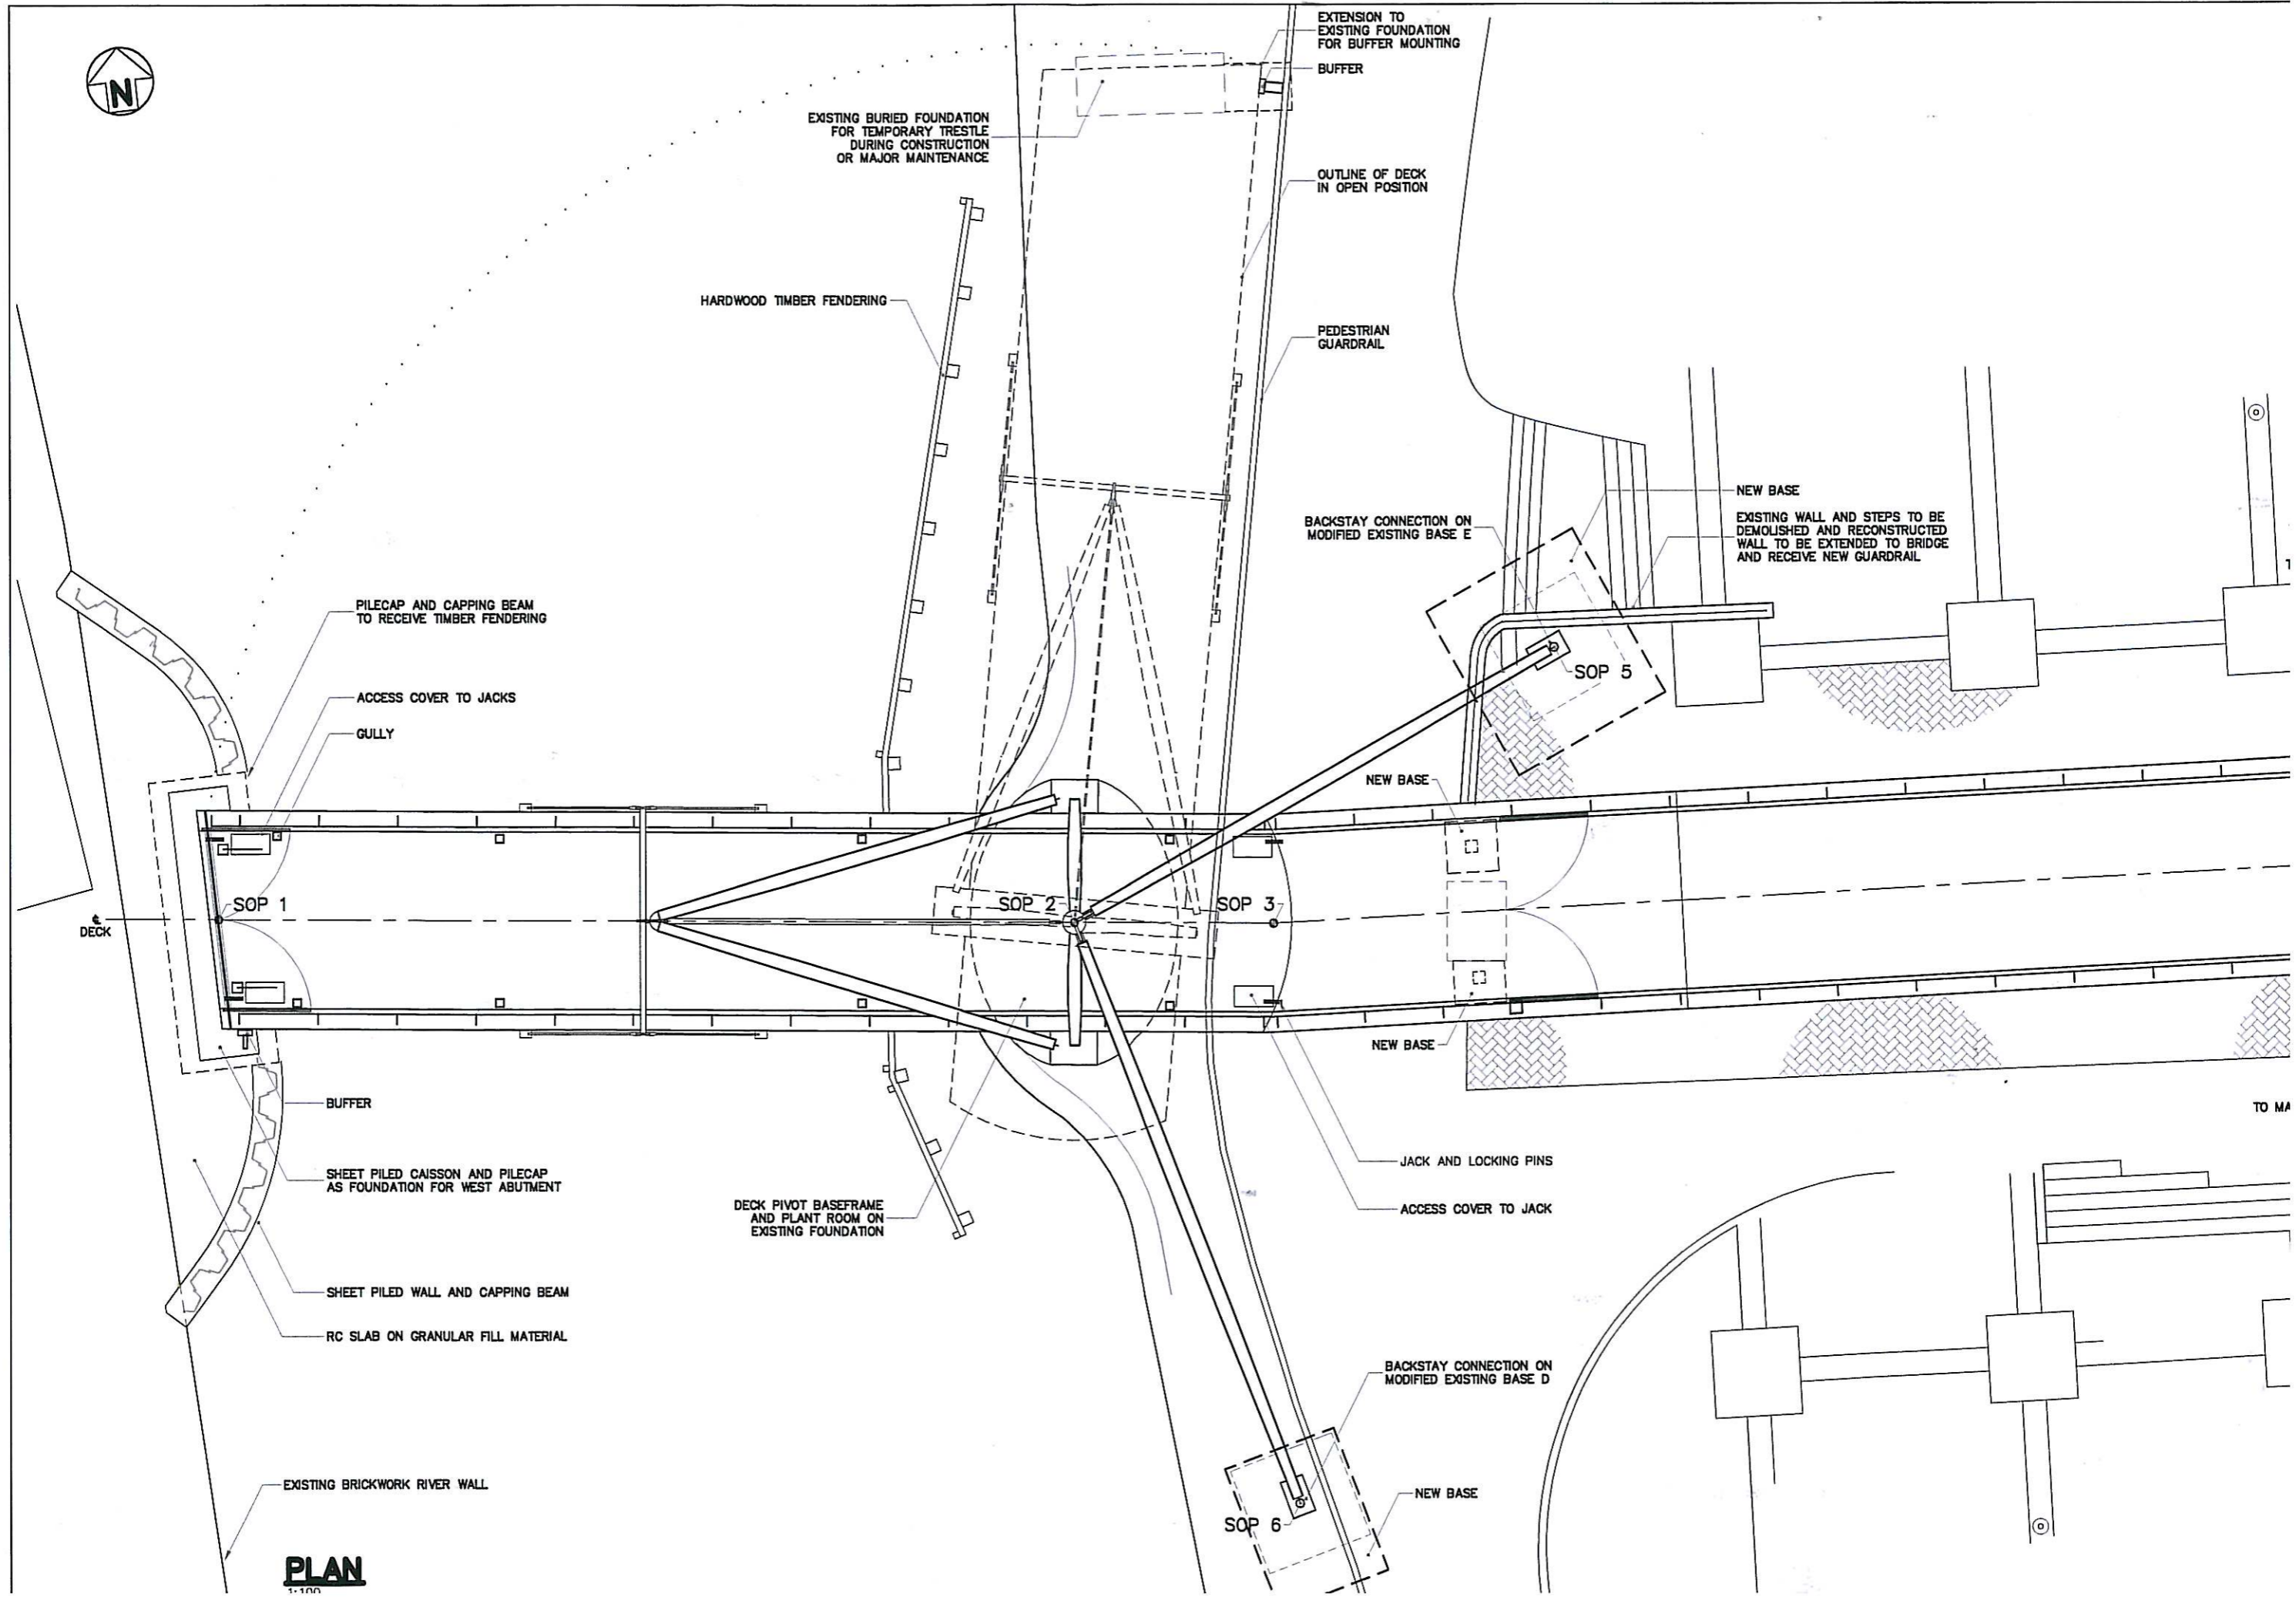 N
EXTENSION TO
EXISTING FOUNDATION
FOR BUFFER MOUNTING
BUFFER
EXISTING BURIED FOUNDATION
FOR TEMPORARY TRESTLE
DURING CONSTRUCTION
OR MAJOR MAINTENANCE
OUTLINE OF DECK
IN OPEN POSITION
HARDWOOD TIMBER FENDERING
PEDESTRIAN
GUARDRAIL
NEW BASE
BACKSTAY CONNECTION ON
MODIFIED EXISTING BASE E
EXISTING WALL AND STEPS TO BE
DEMOLISHED AND RECONSTRUCTED
WALL TO BE EXTENDED TO BRIDGE
AND RECEIVE NEW GUARDRAIL
PILECAP AND CAPPING BEAM
TO RECEIVE TIMBER FENDERING
SOP 5
ACCESS COVER TO JACKS
GULLY
NEW BASE
SOP 1
SOP 2
SOP 3
℄
DECK
NEW BASE
BUFFER
TO MA
JACK AND LOCKING PINS
SHEET PILED CAISSON AND PILECAP
AS FOUNDATION FOR WEST ABUTMENT
DECK PIVOT BASEFRAME
AND PLANT ROOM ON
EXISTING FOUNDATION
ACCESS COVER TO JACK
SHEET PILED WALL AND CAPPING BEAM
RC SLAB ON GRANULAR FILL MATERIAL
BACKSTAY CONNECTION ON
MODIFIED EXISTING BASE D
EXISTING BRICKWORK RIVER WALL
NEW BASE
SOP 6
PLAN
1:100